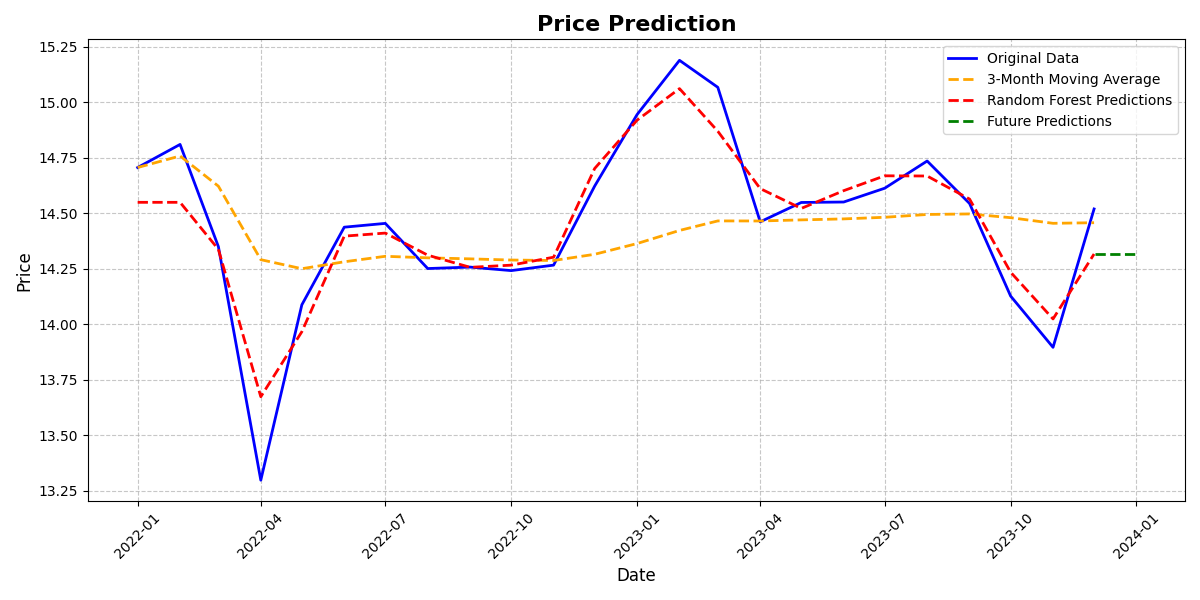 Price Prediction
Original Data
3-Month Moving Average
Random Forest Predictions
Future Predictions
Price
15.25
15.00
14.75
14.50
14.25
14.00
13.75
13.50
13.25
2022-01
2022-04
2022-07
2022-10
2023-01
2023-04
2023-07
2023-10
2024-01
Date